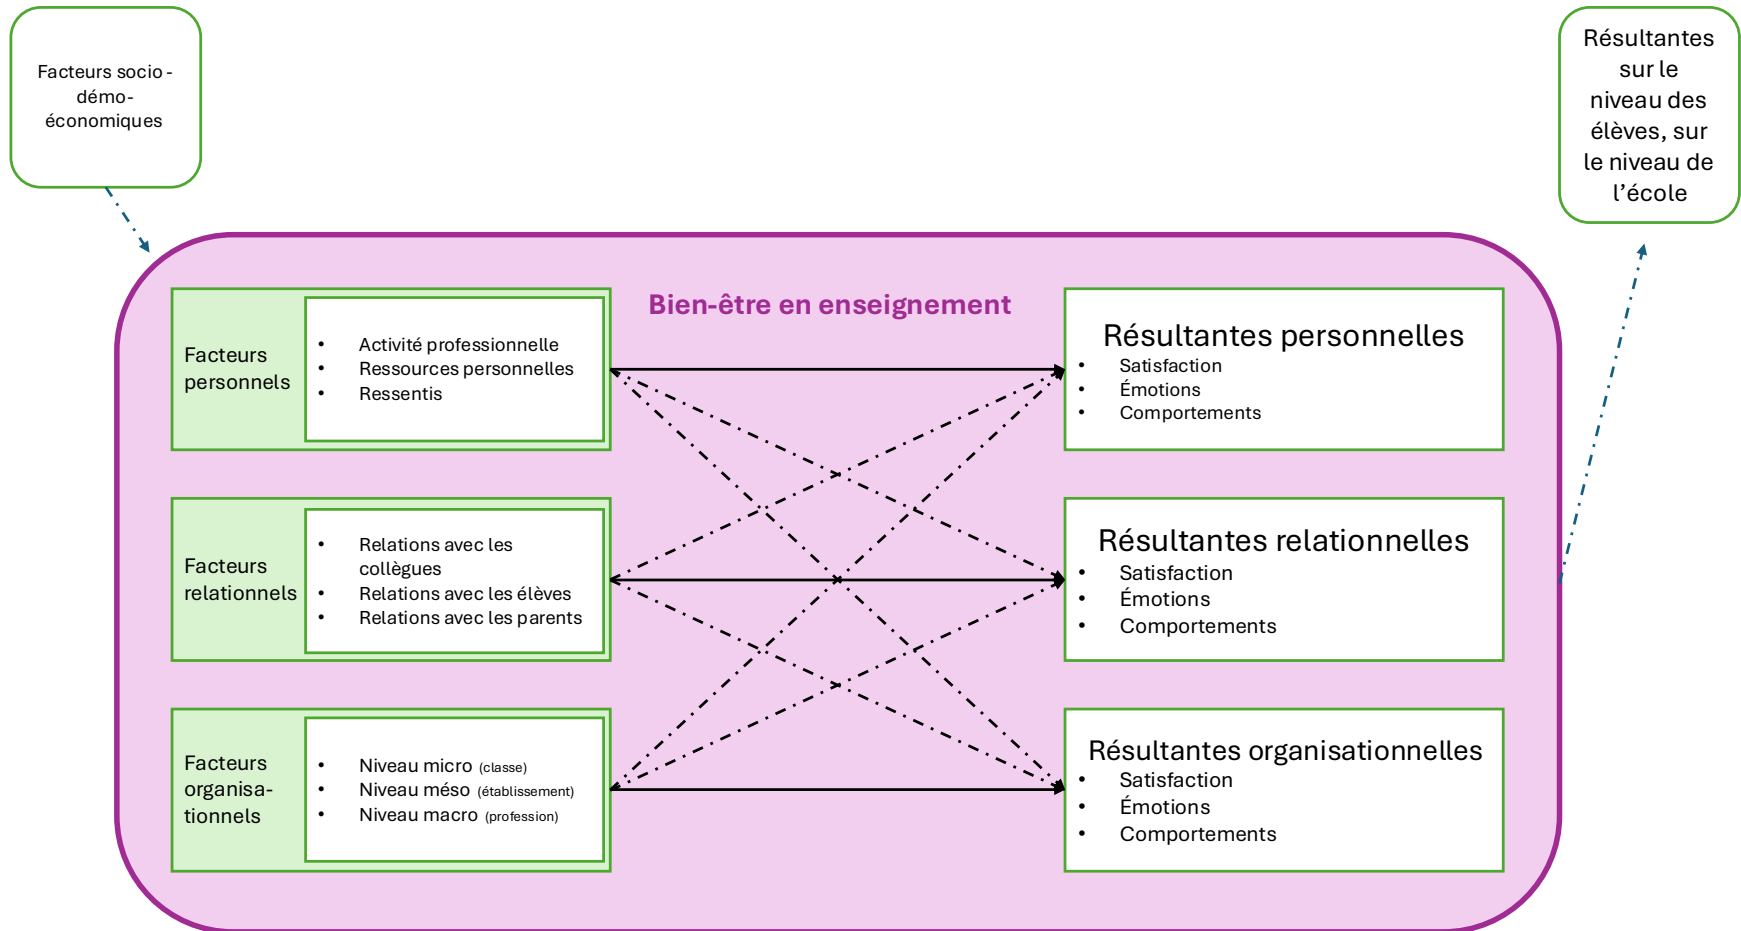 Facteurs socio-
démo-
économiques
Résultantes
sur le
niveau des
élèves, sur
le niveau de
l’école
Bien-être en enseignement
Facteurs
personnels
• Activité professionnelle
• Ressources personnelles
• Ressentis
Résultantes personnelles
• Satisfaction
• Émotions
• Comportements
Facteurs
relationnels
• Relations avec les
collègues
• Relations avec les élèves
• Relations avec les parents
Résultantes relationnelles
• Satisfaction
• Émotions
• Comportements
Facteurs
organisa-
tionnels
• Niveau micro (classe)
• Niveau méso (établissement)
• Niveau macro (profession)
Résultantes organisationnelles
• Satisfaction
• Émotions
• Comportements